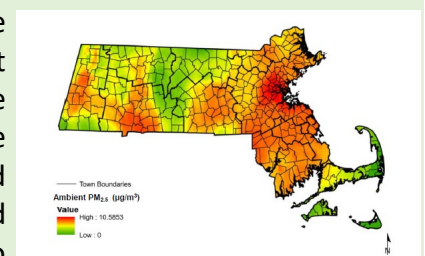 Town Boundaries
Ambient PM2.5 (µg/m³)
Value
High : 10.5853
Low : 0
N